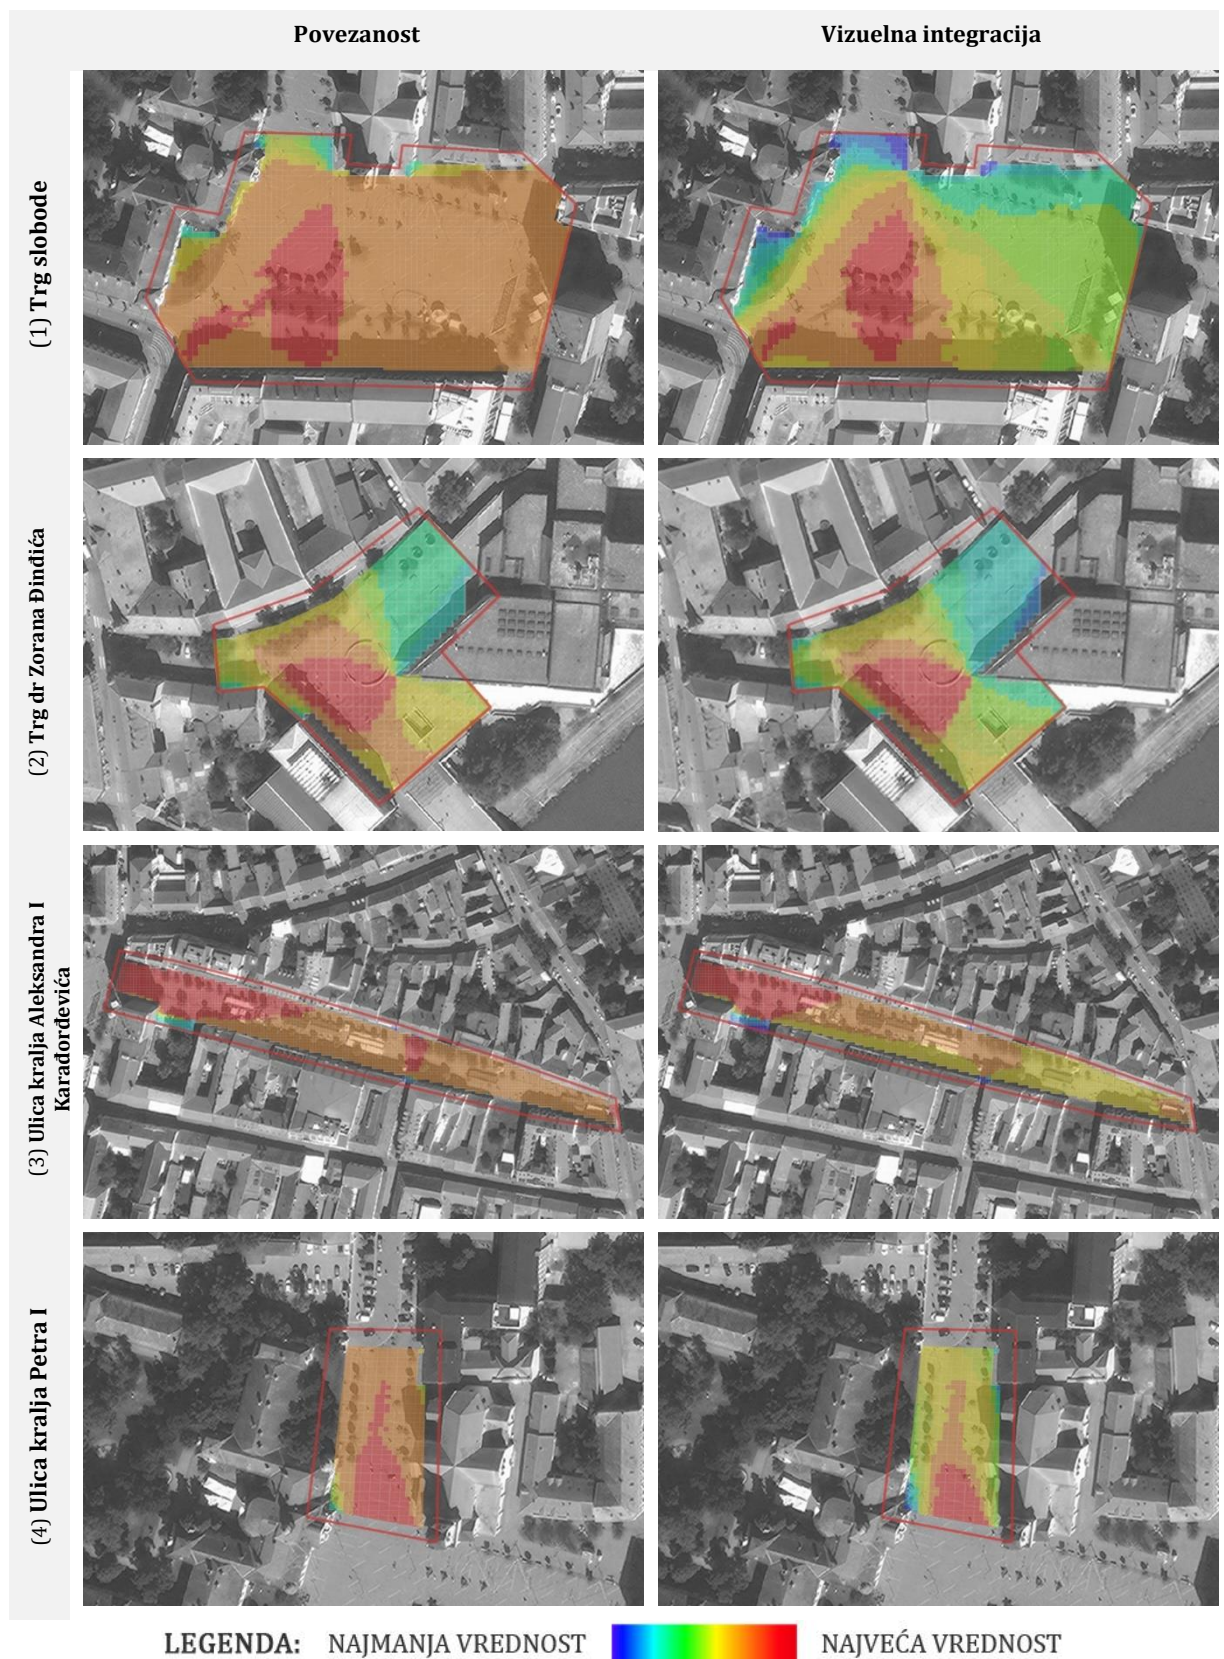 Povezanost
Vizuelna integracija
(1) Trg slobode
(2) Trg dr Zorana Đinđića
(3) Ulica kralja Aleksandra I
Karađorđevića
(4) Ulica kralja Petra I
LEGENDA: NAJMANJA VREDNOST NAJVEĆA VREDNOST